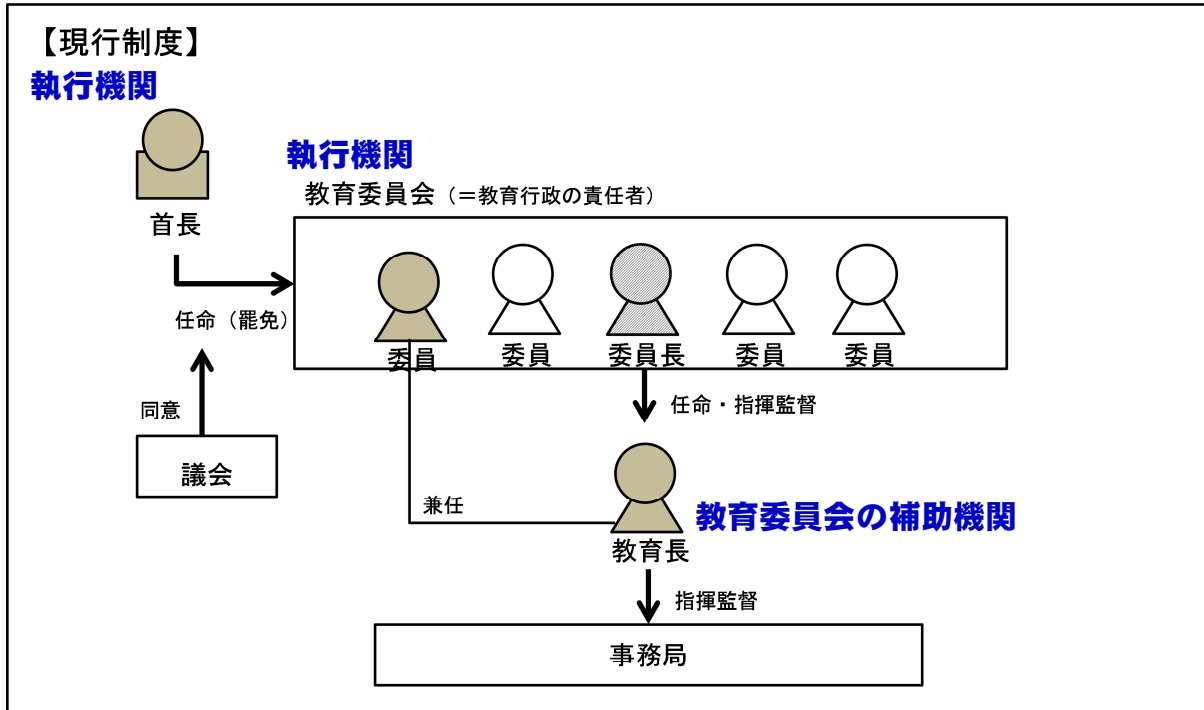 【現行制度】
執行機関
執行機関
教育委員会（＝教育行政の責任者）
首長
任命（罷免）
委員
委員
委員長
委員
委員
同意
議会
任命・指揮監督
兼任
教育委員会の補助機関
教育長
指揮監督
事務局